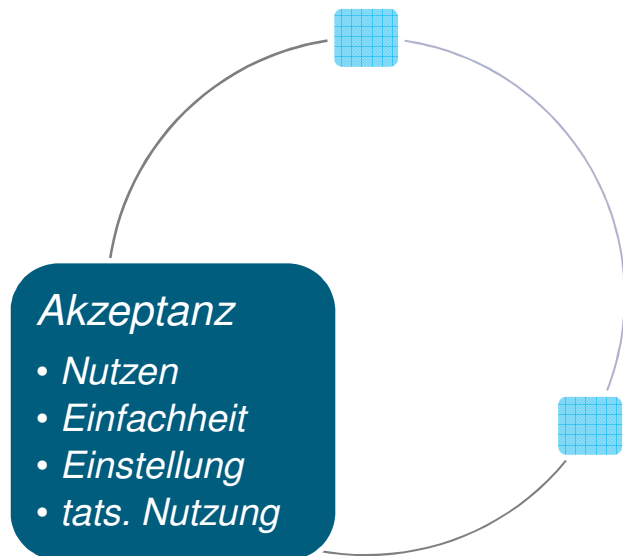 Akzeptanz
• Nutzen
• Einfachheit
• Einstellung
• tats. Nutzung